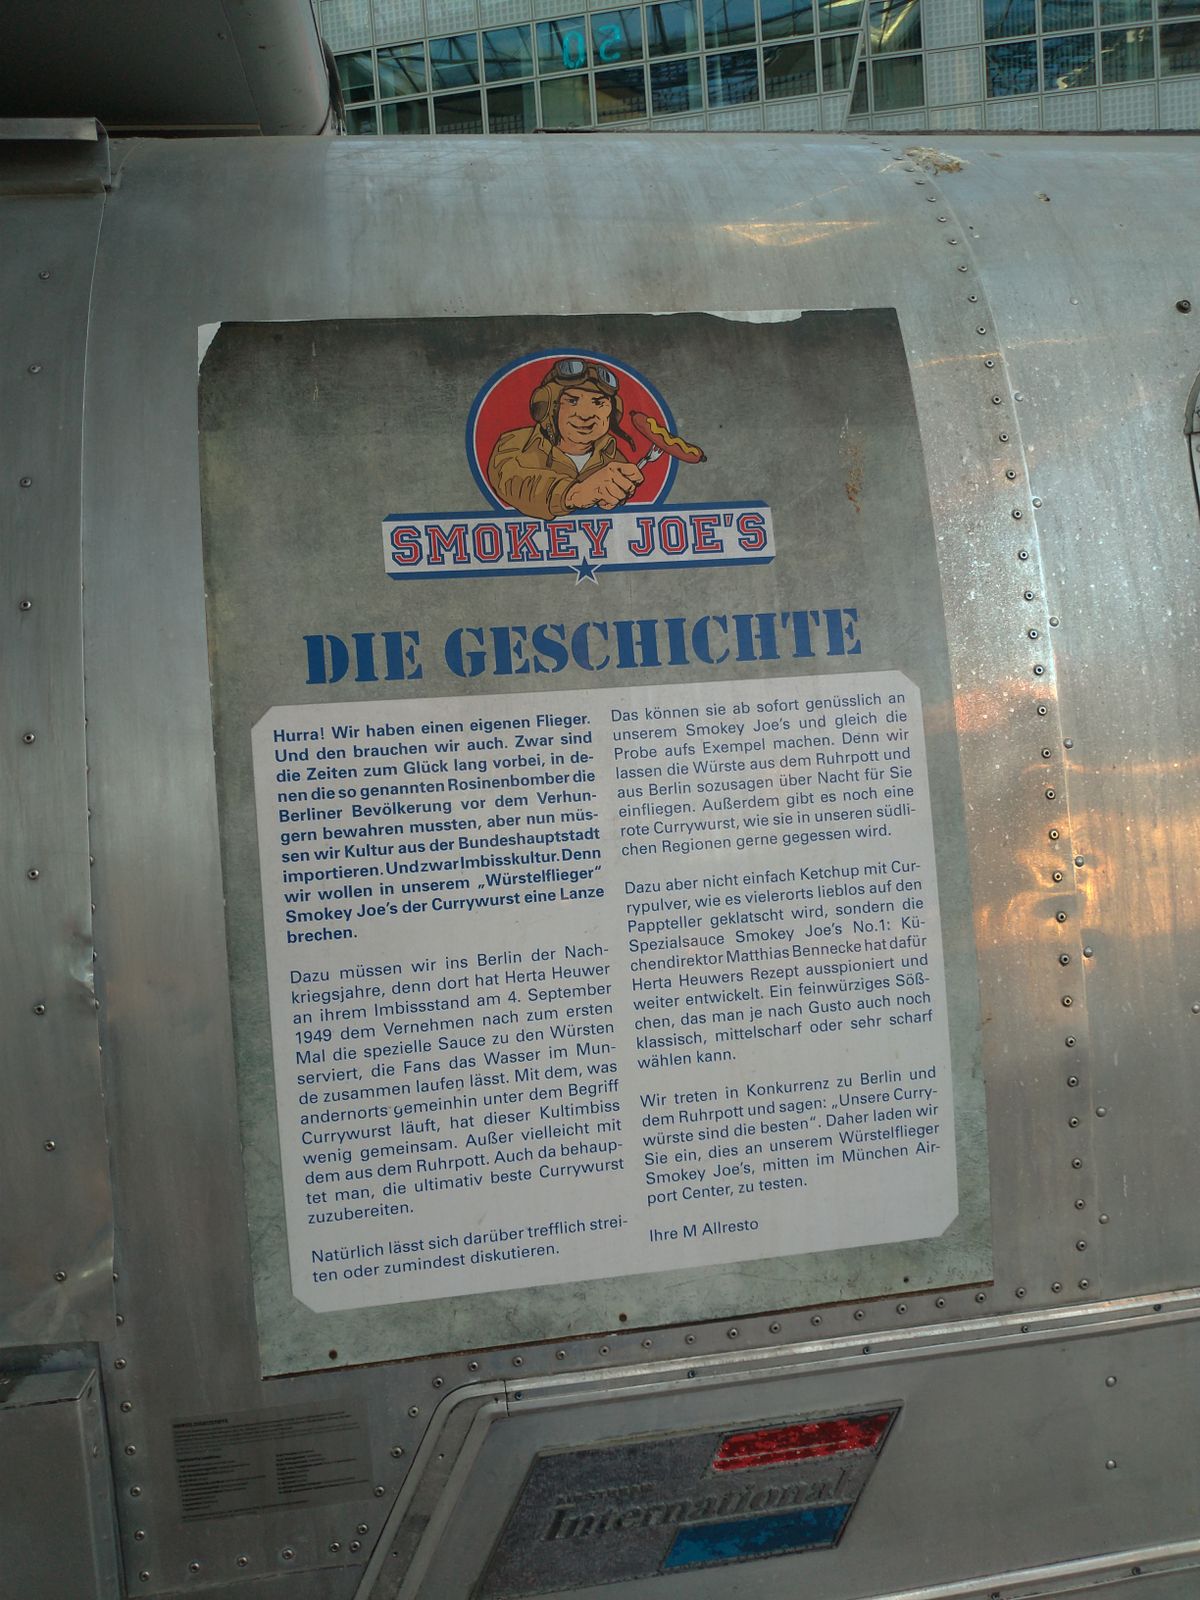 SMOKEY JOE'S
DIE GESCHICHTE
Hurra! Wir haben einen eigenen Flieger.
Und den brauchen wir auch. Zwar sind
die Zeiten zum Glück lang vorbei, in de-
nen die so genannten Rosinenbomber die
Berliner Bevölkerung vor dem Verhun-
gern bewahren mussten, aber nun müs-
sen wir Kultur aus der Bundeshauptstadt
importieren. Und zwar Imbisskultur. Denn
wir wollen in unserem „Würstelflieger“
Smokey Joe's der Currywurst eine Lanze
brechen.
Dazu müssen wir ins Berlin der Nach-
kriegsjahre, denn dort hat Herta Heuwer
an ihrem Imbissstand am 4. September
1949 dem Vernehmen nach zum ersten
Mal die spezielle Sauce zu den Würsten
serviert, die Fans das Wasser im Mun-
de zusammen laufen lässt. Mit dem, was
andernorts gemeinhin unter dem Begriff
Currywurst läuft, hat dieser Kultimbiss
wenig gemeinsam. Außer vielleicht mit
dem aus dem Ruhrpott. Auch da behaup-
tet man, die ultimativ beste Currywurst
zuzubereiten.
Natürlich lässt sich darüber trefflich strei-
ten oder zumindest diskutieren.
Das können sie ab sofort genüsslich an
unserem Smokey Joe's und gleich die
Probe aufs Exempel machen. Denn wir
lassen die Würste aus dem Ruhrpott und
aus Berlin sozusagen über Nacht für Sie
einfliegen. Außerdem gibt es noch eine
rote Currywurst, wie sie in unseren südli-
chen Regionen gerne gegessen wird.
Dazu aber nicht einfach Ketchup mit Cur-
rypulver, wie es vielerorts lieblos auf den
Pappteller geklatscht wird, sondern die
Spezialsauce Smokey Joe's No.1: Kü-
chendirektor Matthias Bennecke hat dafür
Herta Heuwers Rezept ausspioniert und
weiter entwickelt. Ein feinwürziges Söß-
chen, das man je nach Gusto auch noch
klassisch, mittelscharf oder sehr scharf
wählen kann.
Wir treten in Konkurrenz zu Berlin und
dem Ruhrpott und sagen: „Unsere Curry-
würste sind die besten“. Daher laden wir
Sie ein, dies an unserem Würstelflieger
Smokey Joe's, mitten im München Air-
port Center, zu testen.
Ihre M Allresto
International